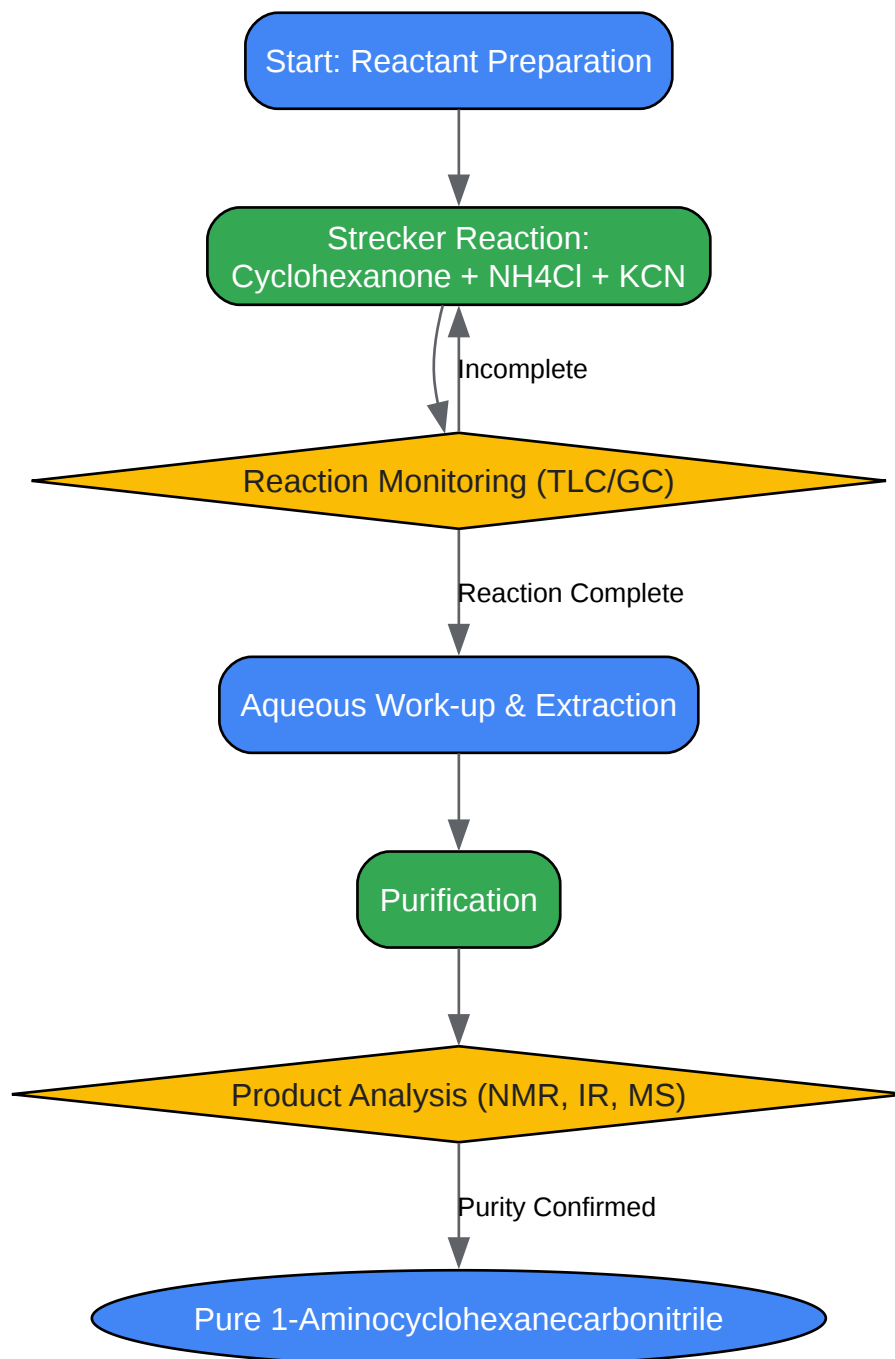 Start: Reactant Preparation
Strecker Reaction:
Cyclohexanone + NH4Cl + KCN
Incomplete
Reaction Monitoring (TLC/GC)
Reaction Complete
Aqueous Work-up & Extraction
Purification
Product Analysis (NMR, IR, MS)
Purity Confirmed
Pure 1-Aminocyclohexanecarbonitrile